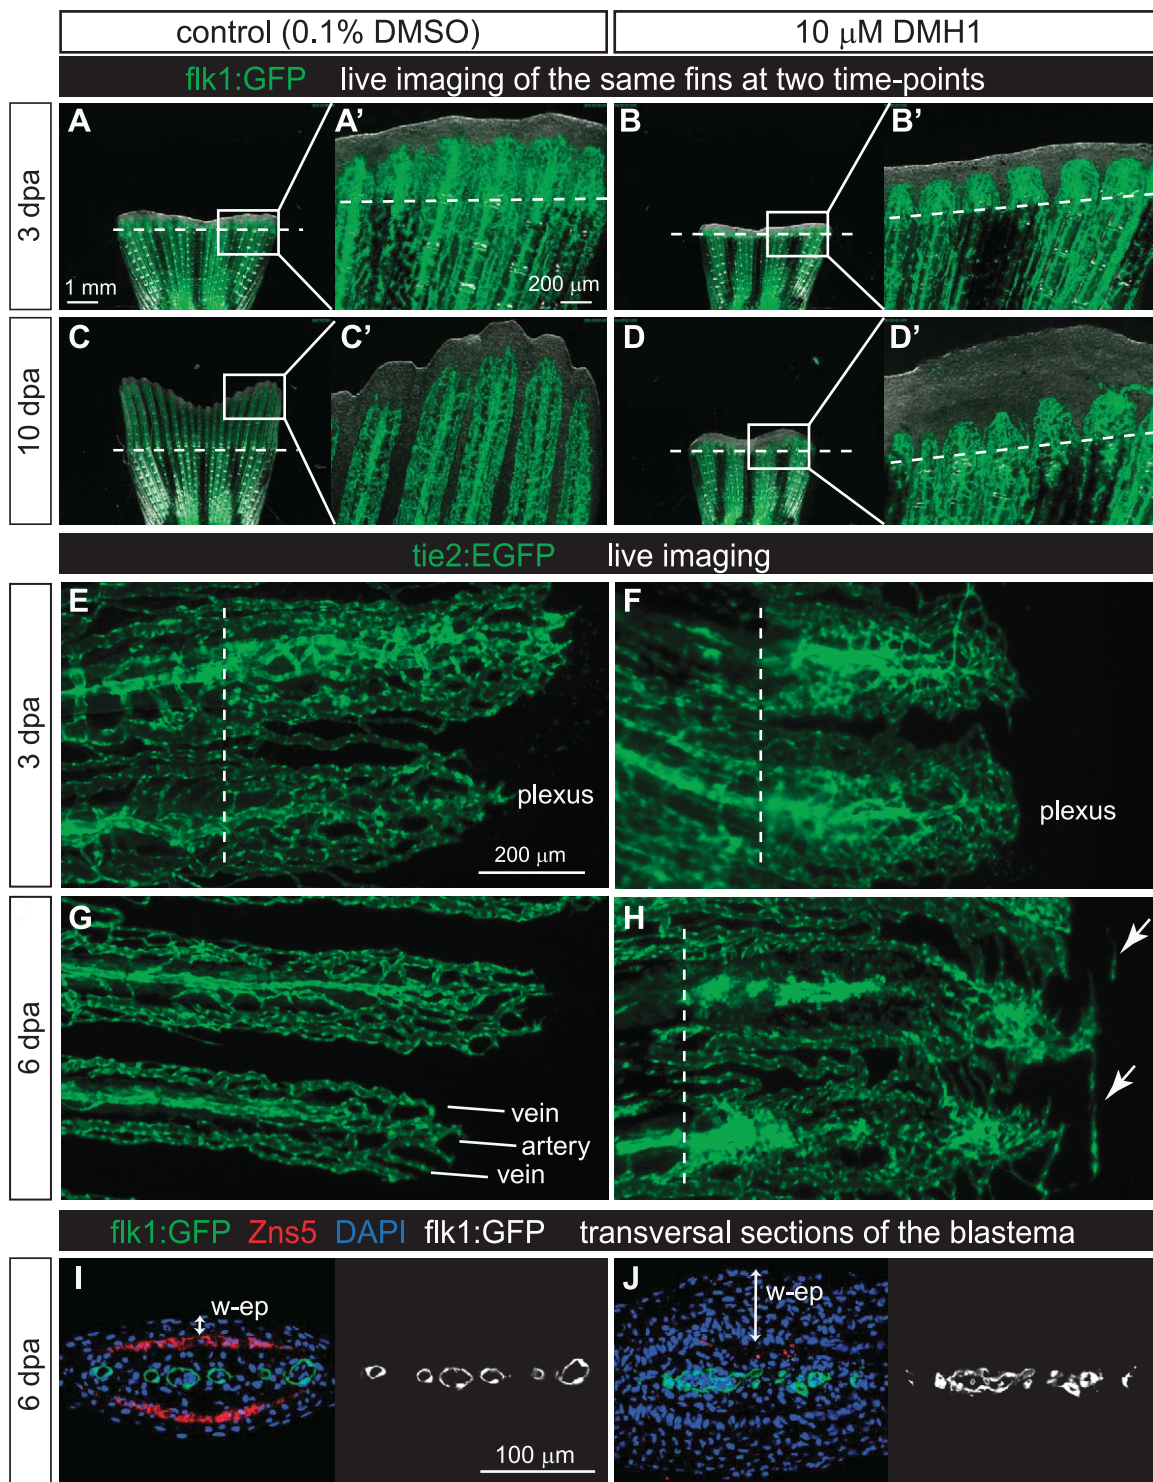 control (0.1% DMSO)
10 μM DMH1
flk1:GFP live imaging of the same fins at two time-points
3 dpa
A
A'
B
B'
1 mm
200 μm
10 dpa
C
C'
D
D'
tie2:EGFP live imaging
3 dpa
E
F
plexus
plexus
200 μm
6 dpa
G
H
vein
artery
vein
flk1:GFP Zns5 DAPI flk1:GFP transversal sections of the blastema
6 dpa
I
J
w-ep
w-ep
100 μm